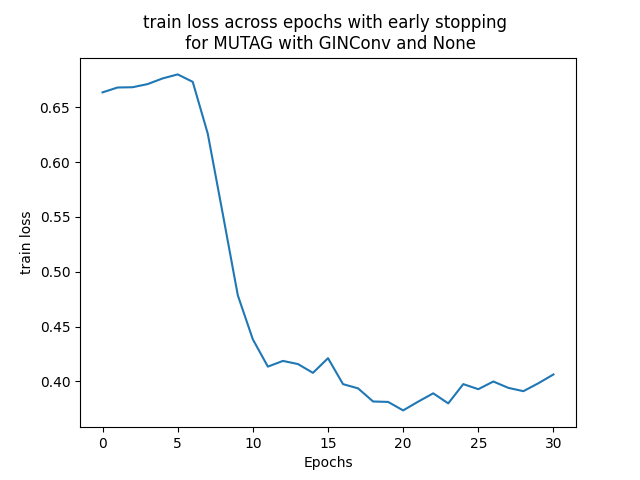 train loss across epochs with early stopping
for MUTAG with GINConv and None
0.65
0.60
0.55
0.50
0.45
0.40
train loss
0 5 10 15 20 25 30
Epochs